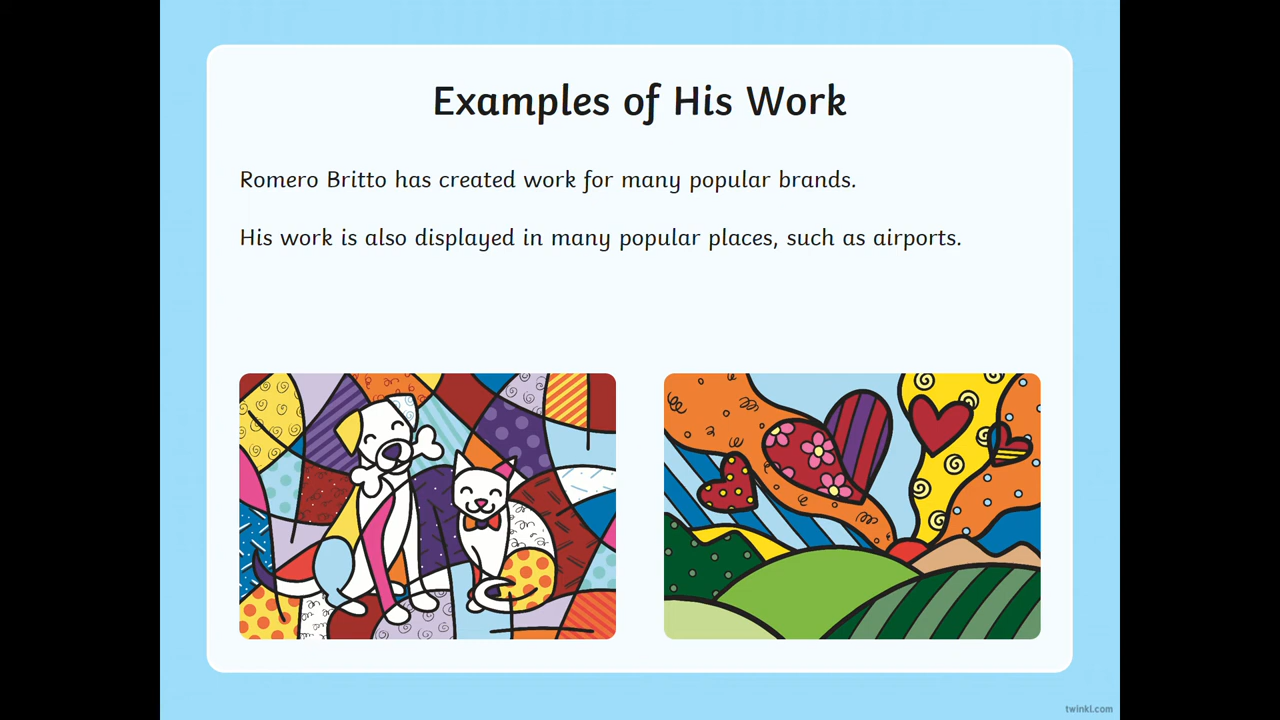 Examples of His Work
Romero Britto has created work for many popular brands.
His work is also displayed in many popular places, such as airports.
twinkl.com